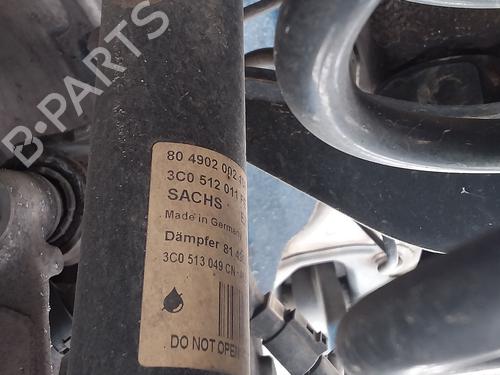 B-PARTS
80 4902 002
3C0 512 011
SACHS
Made in Germany
Dämpfer 81
3C0 513 049 CN
DO NOT OPEN